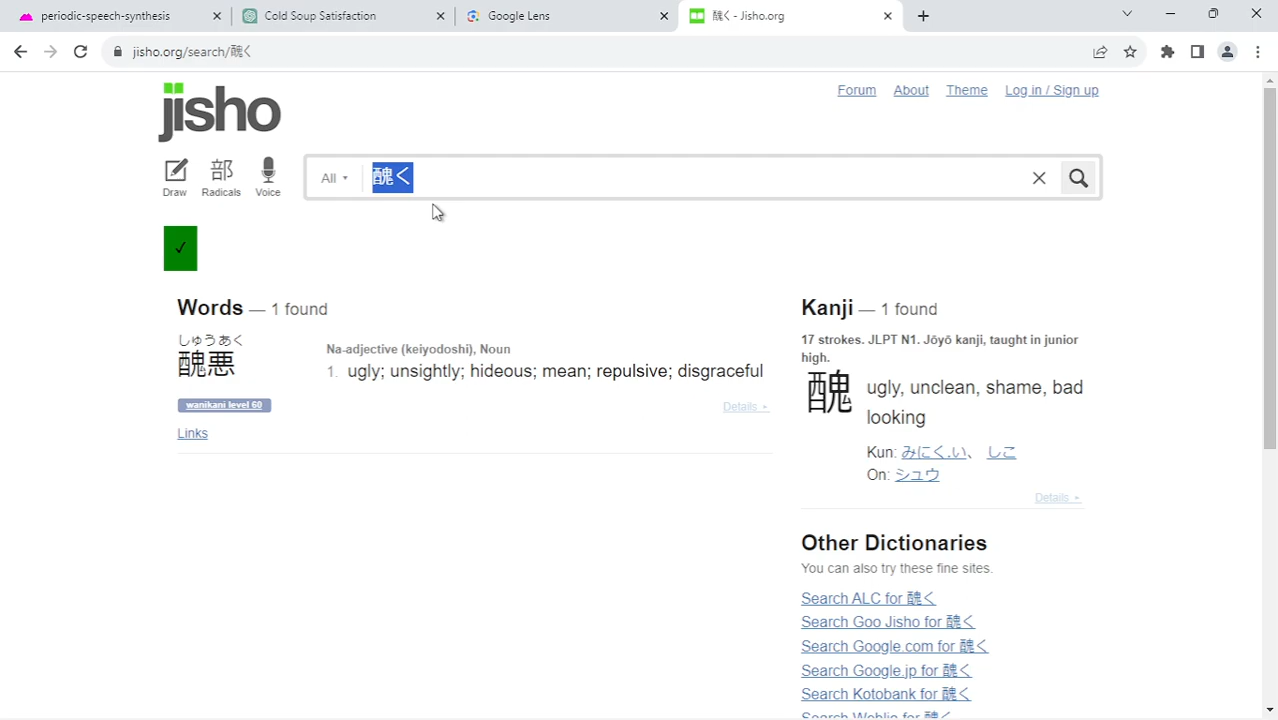 periodic-speech-synthesis
Cold Soup Satisfaction
Google Lens
醜く - Jisho.org
jisho.org/search/醜く
jisho
Forum
About
Theme
Log in / Sign up
部
Draw
Radicals
Voice
All
醜く
✓
Words — 1 found
しゅうあく
醜悪
wanikani level 60
Links
Na-adjective (keiyodoshi), Noun
1. ugly; unsightly; hideous; mean; repulsive; disgraceful
Details
Kanji — 1 found
17 strokes. JLPT N1. Jōyō kanji, taught in junior
high.
醜
ugly, unclean, shame, bad
looking
Kun: みにく.い、 しこ
On: シュウ
Details
Other Dictionaries
You can also try these fine sites.
Search ALC for 醜く
Search Goo Jisho for 醜く
Search Google.com for 醜く
Search Google.jp for 醜く
Search Kotobank for 醜く
Search Weblio for 醜く